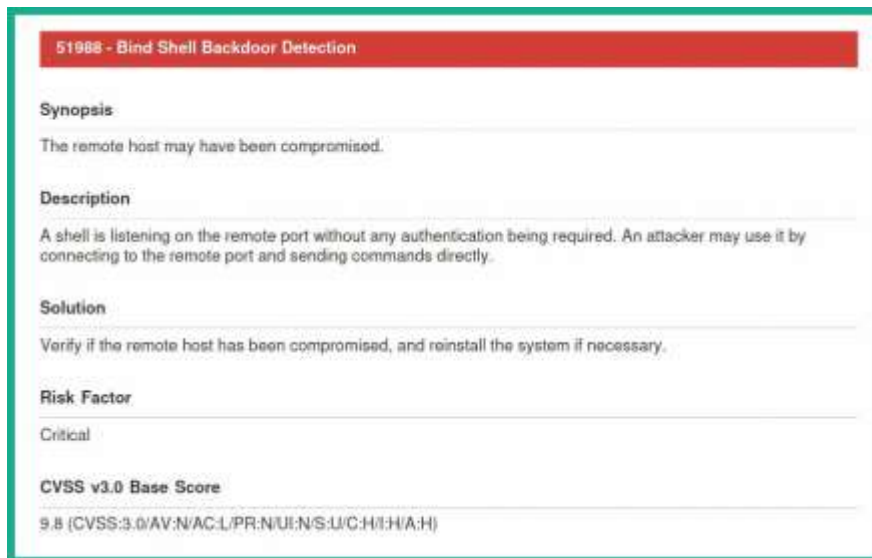 51988 - Bind Shell Backdoor Detection
Synopsis
The remote host may have been compromised.
Description
A shell is listening on the remote port without any authentication being required. An attacker may use it by
connecting to the remote port and sending commands directly.
Solution
Verify if the remote host has been compromised, and reinstall the system if necessary.
Risk Factor
Critical
CVSS v3.0 Base Score
9.8 (CVSS:3.0/AV:N/AC:L/PR:N/UI:N/S:U/C:H/I:H/A:H)